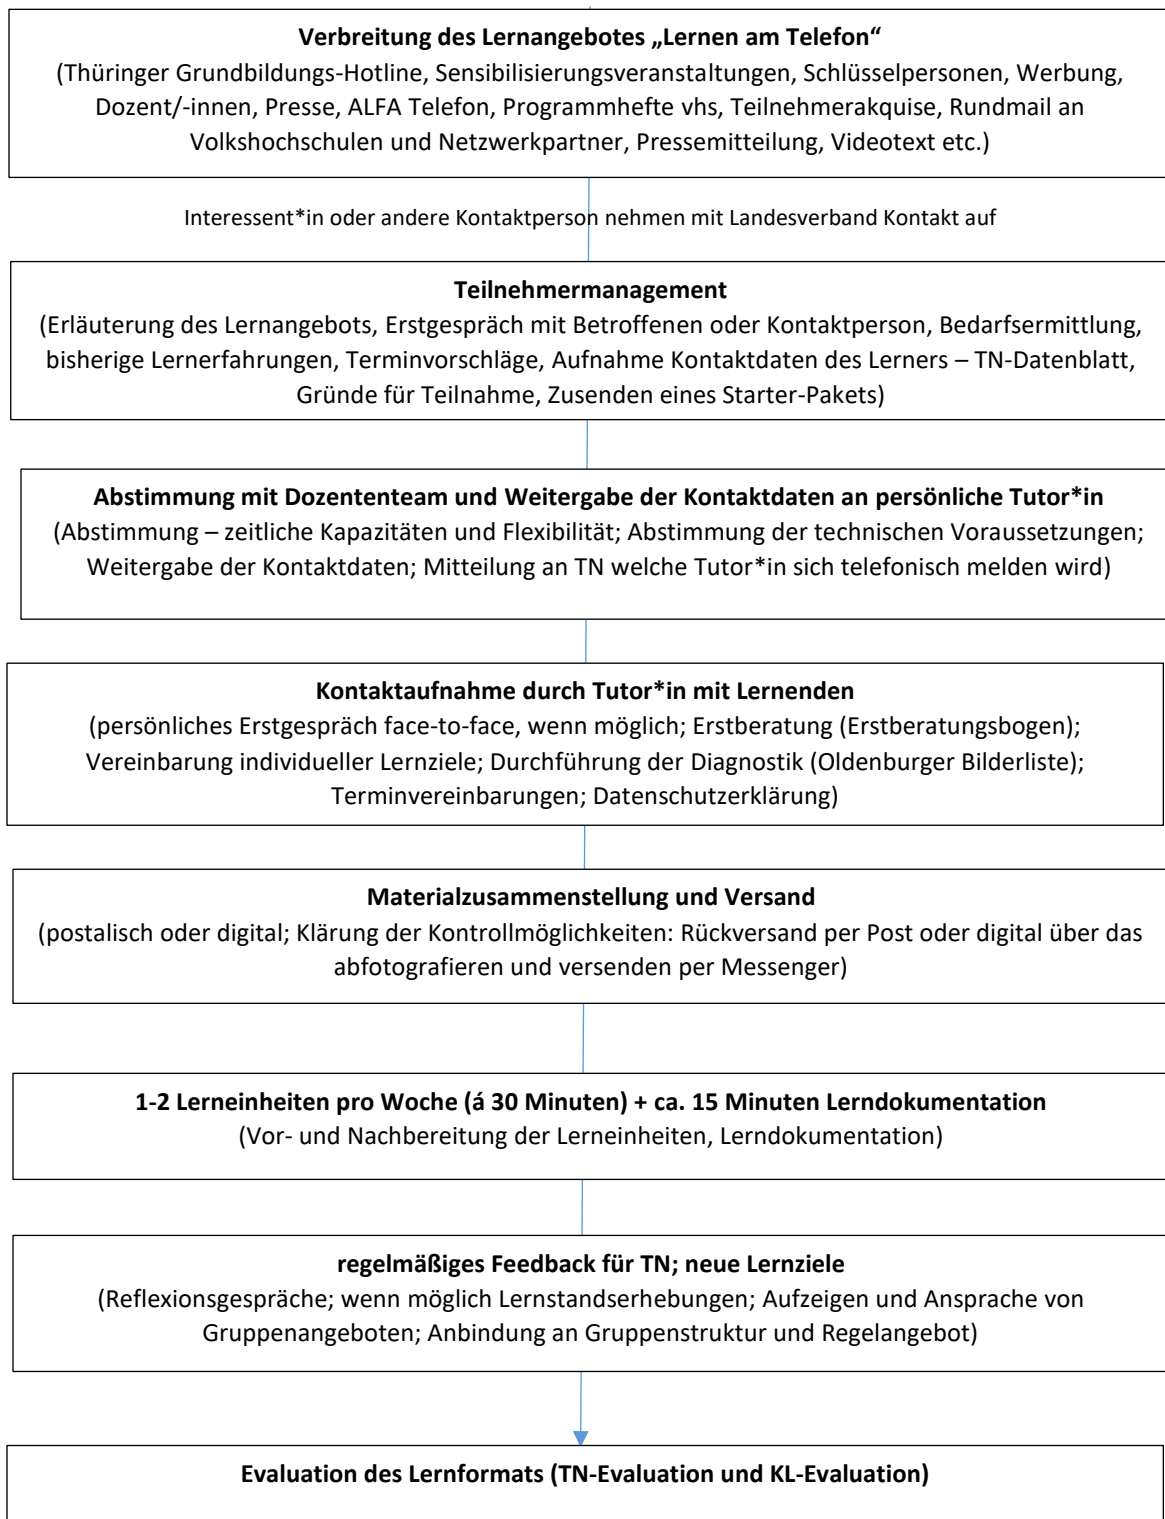 Verbreitung des Lernangebotes „Lernen am Telefon“
(Thüringer Grundbildungs-Hotline, Sensibilisierungsveranstaltungen, Schlüsselpersonen, Werbung,
Dozent/-innen, Presse, ALFA Telefon, Programmhefte vhs, Teilnehmerakquise, Rundmail an
Volkshochschulen und Netzwerkpartner, Pressemitteilung, Videotext etc.)
Interessent*in oder andere Kontaktperson nehmen mit Landesverband Kontakt auf
Teilnehmermanagement
(Erläuterung des Lernangebots, Erstgespräch mit Betroffenen oder Kontaktperson, Bedarfsermittlung,
bisherige Lernerfahrungen, Terminvorschläge, Aufnahme Kontaktdaten des Lerners – TN-Datenblatt,
Gründe für Teilnahme, Zusenden eines Starter-Pakets)
Abstimmung mit Dozententeam und Weitergabe der Kontaktdaten an persönliche Tutor*in
(Abstimmung – zeitliche Kapazitäten und Flexibilität; Abstimmung der technischen Voraussetzungen;
Weitergabe der Kontaktdaten; Mitteilung an TN welche Tutor*in sich telefonisch melden wird)
Kontaktaufnahme durch Tutor*in mit Lernenden
(persönliches Erstgespräch face-to-face, wenn möglich; Erstberatung (Erstberatungsbogen);
Vereinbarung individueller Lernziele; Durchführung der Diagnostik (Oldenburger Bilderliste);
Terminvereinbarungen; Datenschutzerklärung)
Materialzusammenstellung und Versand
(postalisch oder digital; Klärung der Kontrollmöglichkeiten: Rückversand per Post oder digital über das
abfotografieren und versenden per Messenger)
1-2 Lerneinheiten pro Woche (á 30 Minuten) + ca. 15 Minuten Lerndokumentation
(Vor- und Nachbereitung der Lerneinheiten, Lerndokumentation)
regelmäßiges Feedback für TN; neue Lernziele
(Reflexionsgespräche; wenn möglich Lernstandserhebungen; Aufzeigen und Ansprache von
Gruppenangeboten; Anbindung an Gruppenstruktur und Regelangebot)
Evaluation des Lernformats (TN-Evaluation und KL-Evaluation)